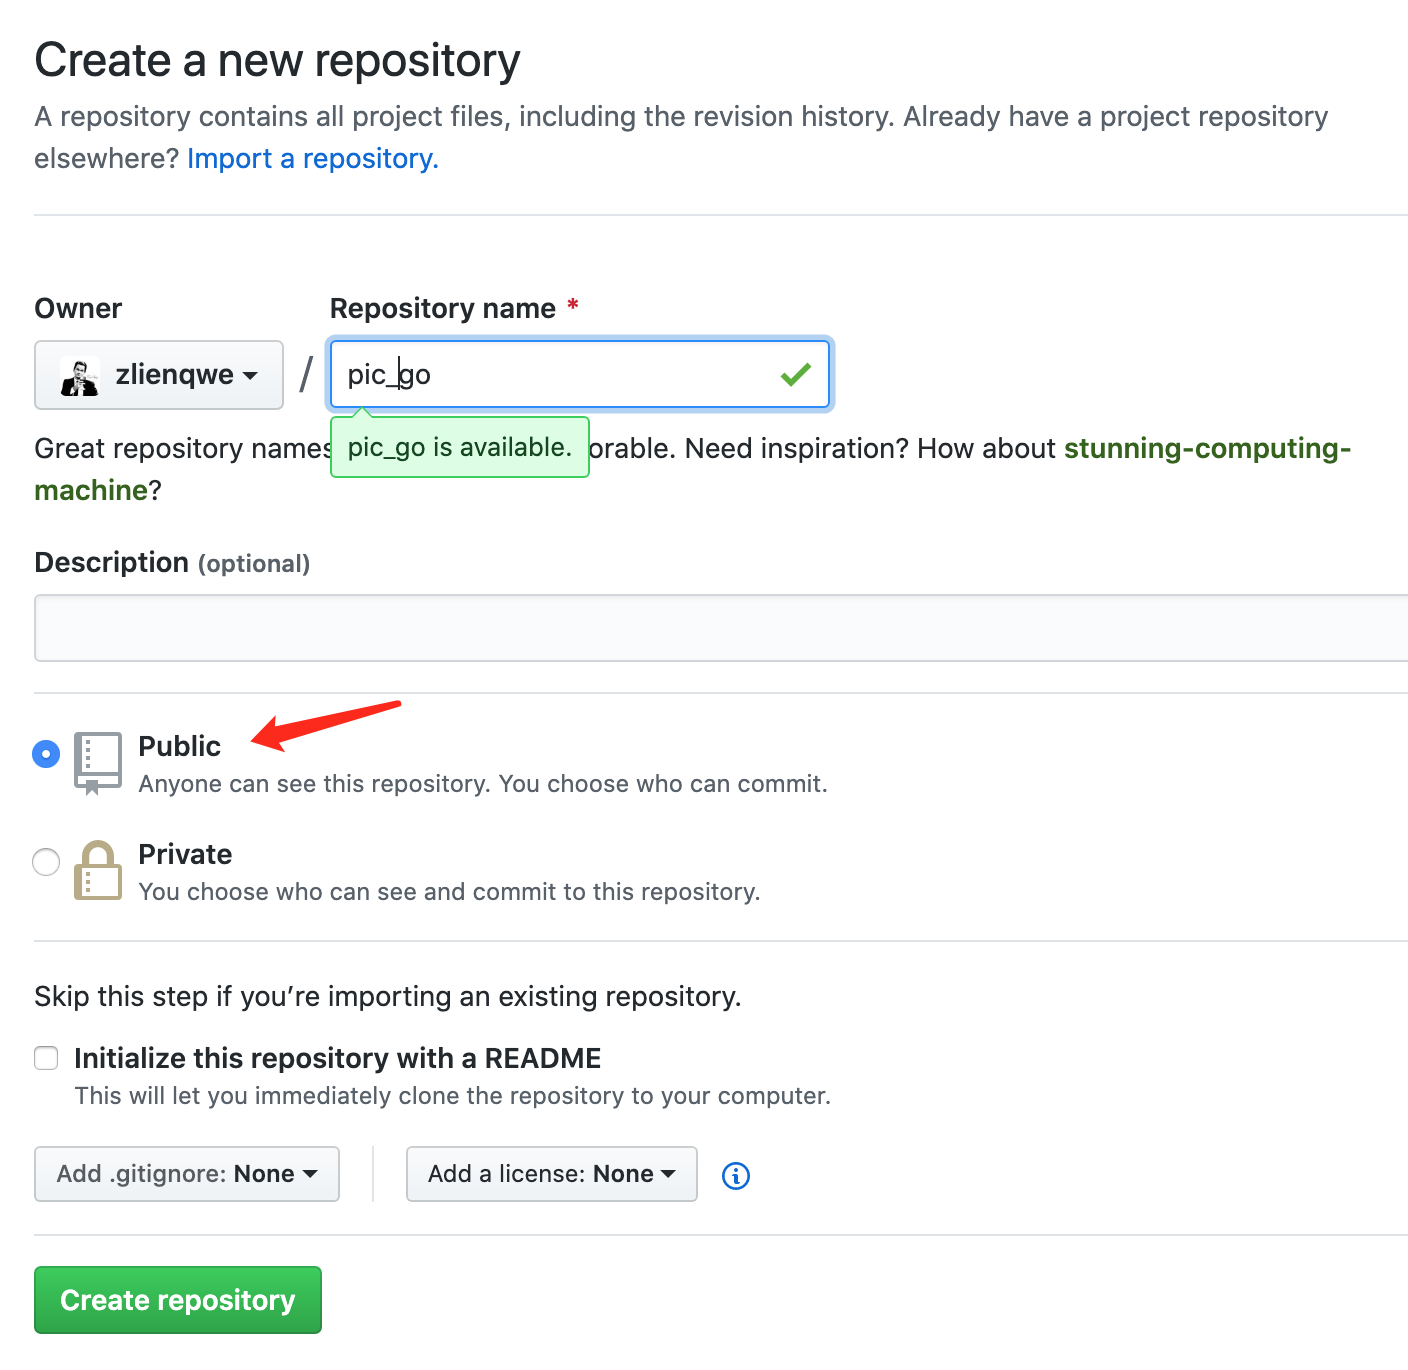 Create a new repository
A repository contains all project files, including the revision history. Already have a project repository
elsewhere? Import a repository.
Owner
Repository name *
zlienqwe
/
pic_go
Great repository names
pic_go is available.
orable. Need inspiration? How about stunning-computing-
machine?
Description (optional)
Public
Anyone can see this repository. You choose who can commit.
Private
You choose who can see and commit to this repository.
Skip this step if you’re importing an existing repository.
Initialize this repository with a README
This will let you immediately clone the repository to your computer.
Add .gitignore: None
Add a license: None
Create repository